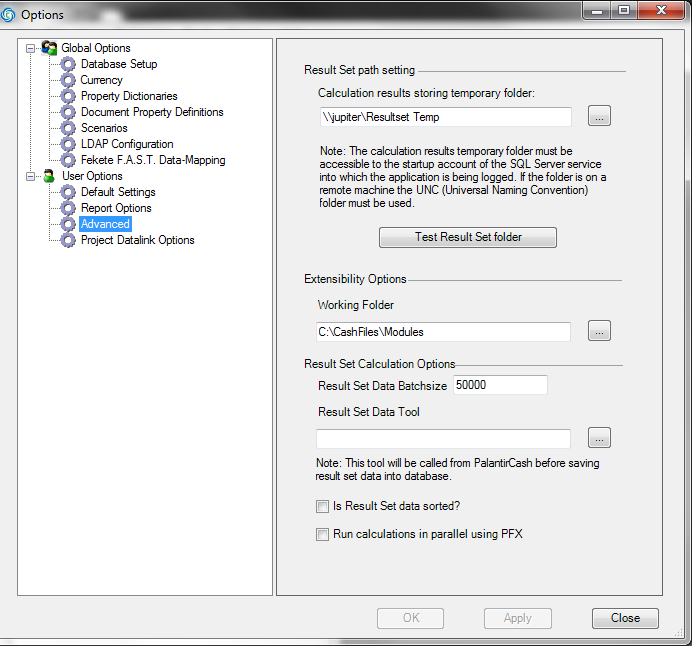 Options
Global Options
Database Setup
Currency
Property Dictionaries
Document Property Definitions
Scenarios
LDAP Configuration
Fekete F.A.S.T. Data-Mapping
User Options
Default Settings
Report Options
Advanced
Project Datalink Options
Result Set path setting
Calculation results storing temporary folder:
\\jupiter\Resultset Temp
...
Note: The calculation results temporary folder must be
accessible to the startup account of the SQL Server service
into which the application is being logged. If the folder is on a
remote machine the UNC (Universal Naming Convention)
folder must be used.
Test Result Set folder
Extensibility Options
Working Folder
C:\CashFiles\Modules
...
Result Set Calculation Options
Result Set Data Batchsize 50000
Result Set Data Tool
...
Note: This tool will be called from PalantirCash before saving
result set data into database.
Is Result Set data sorted?
Run calculations in parallel using PFX
OK Apply Close